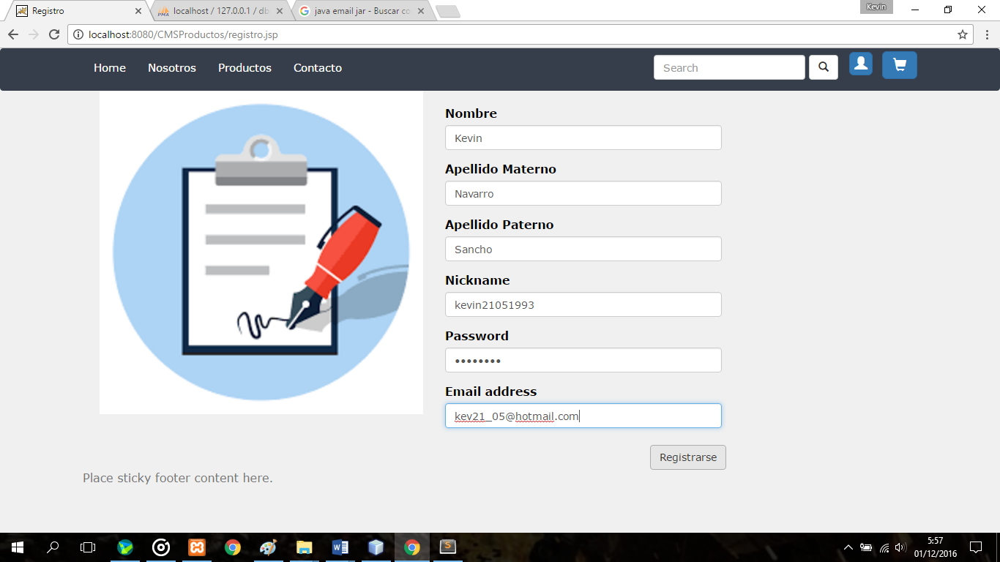 Registro
localhost / 127.0.0.1 / db
java email jar - Buscar co
Kevin
localhost:8080/CMSProductos/registro.jsp
Home Nosotros Productos Contacto Search
Nombre
Kevin
Apellido Materno
Navarro
Apellido Paterno
Sancho
Nickname
kevin21051993
Password
••••••••
Email address
kev21_05@hotmail.com
Registrarse
Place sticky footer content here.
5:57
01/12/2016